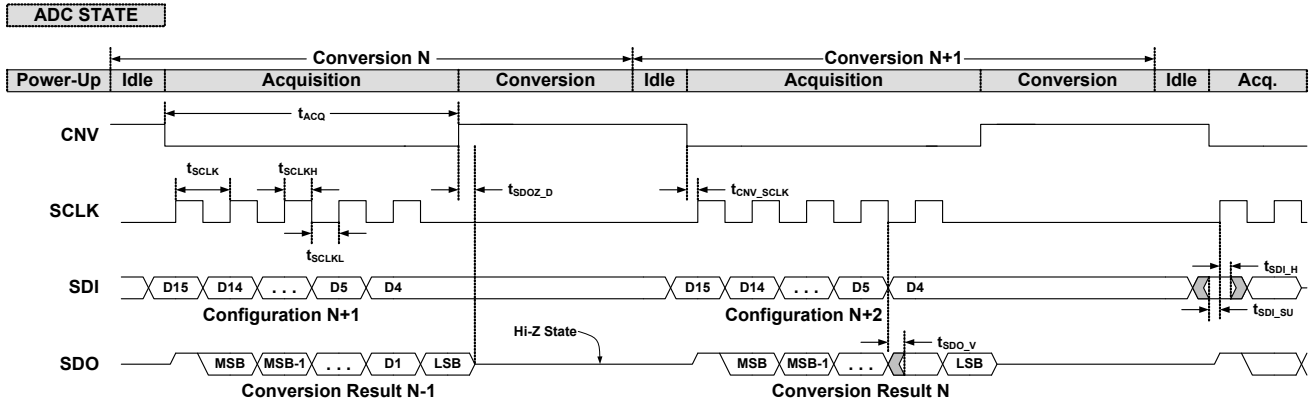 ADC STATE
Conversion N Conversion N+1
Power-Up Idle Acquisition Conversion Idle Acquisition Conversion Idle Acq.
tACQ
CNV
tSCLK tSCLKH tSDOZ_D tCNV_SCLK
SCLK
tSCLKL
tSDI_H
SDI D15 D14 . . . D5 D4 D15 D14 . . . D5 D4
tSDI_SU
Configuration N+1 Configuration N+2
Hi-Z State
tSDO_V
SDO MSB MSB-1 . . . D1 LSB MSB MSB-1 . . . LSB
Conversion Result N-1 Conversion Result N